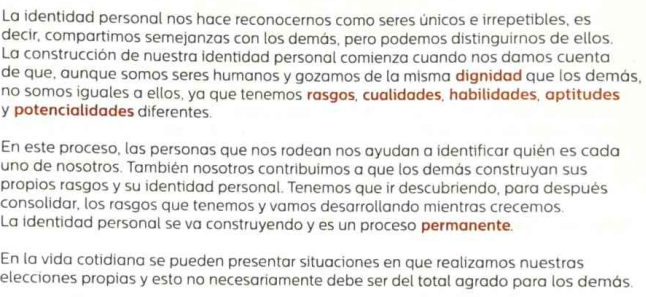 La identidad personal nos hace reconocernos como seres únicos e irrepetibles, es
decir, compartimos semejanzas con los demás, pero podemos distinguirnos de ellos.
La construcción de nuestra identidad personal comienza cuando nos damos cuenta
de que, aunque somos seres humanos y gozamos de la misma dignidad que los demás,
no somos iguales a ellos, ya que tenemos rasgos, cualidades, habilidades, aptitudes
y potencialidades diferentes.
En este proceso, las personas que nos rodean nos ayudan a identificar quién es cada
uno de nosotros. También nosotros contribuimos a que los demás construyan sus
propios rasgos y su identidad personal. Tenemos que ir descubriendo, para después
consolidar, los rasgos que tenemos y vamos desarrollando mientras crecemos.
La identidad personal se va construyendo y es un proceso permanente.
En la vida cotidiana se pueden presentar situaciones en que realizamos nuestras
elecciones propias y esto no necesariamente debe ser del total agrado para los demás.